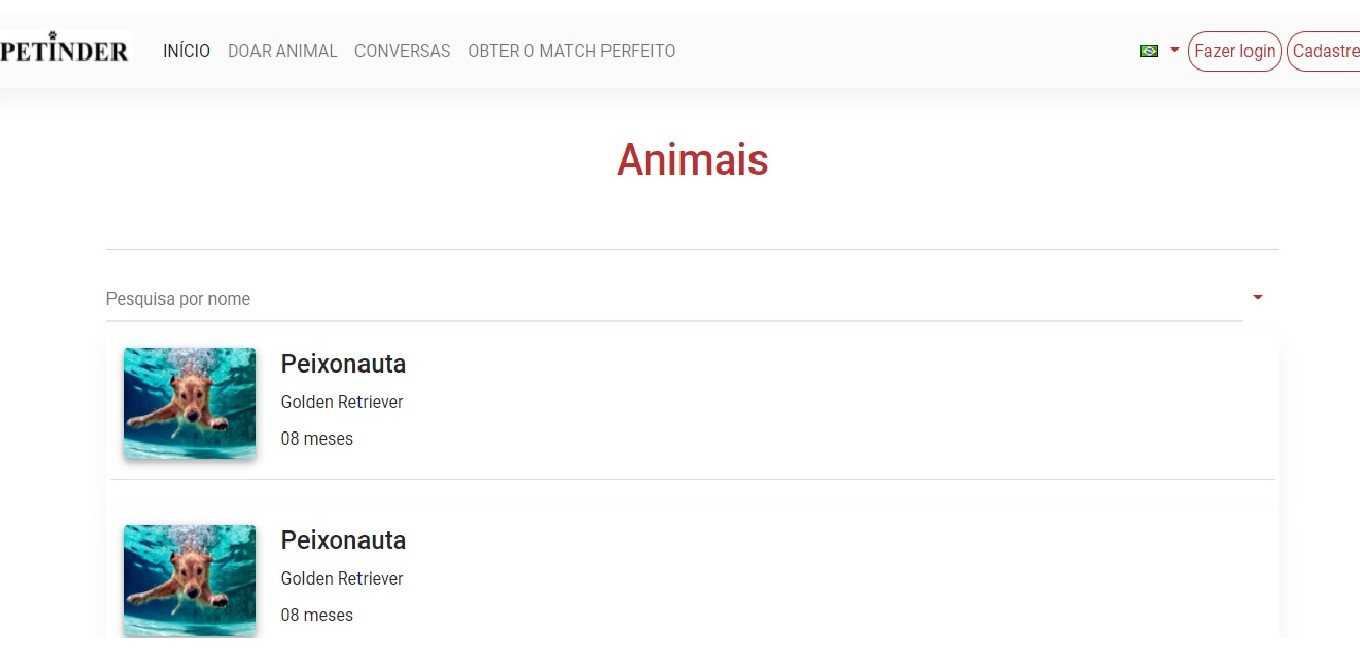 PETINDER INÍCIO DOAR ANIMAL CONVERSAS OBTER O MATCH PERFEITO Fazer login Cadastre
Animais
Pesquisa por nome
Peixonauta
Golden Retriever
08 meses
Peixonauta
Golden Retriever
08 meses